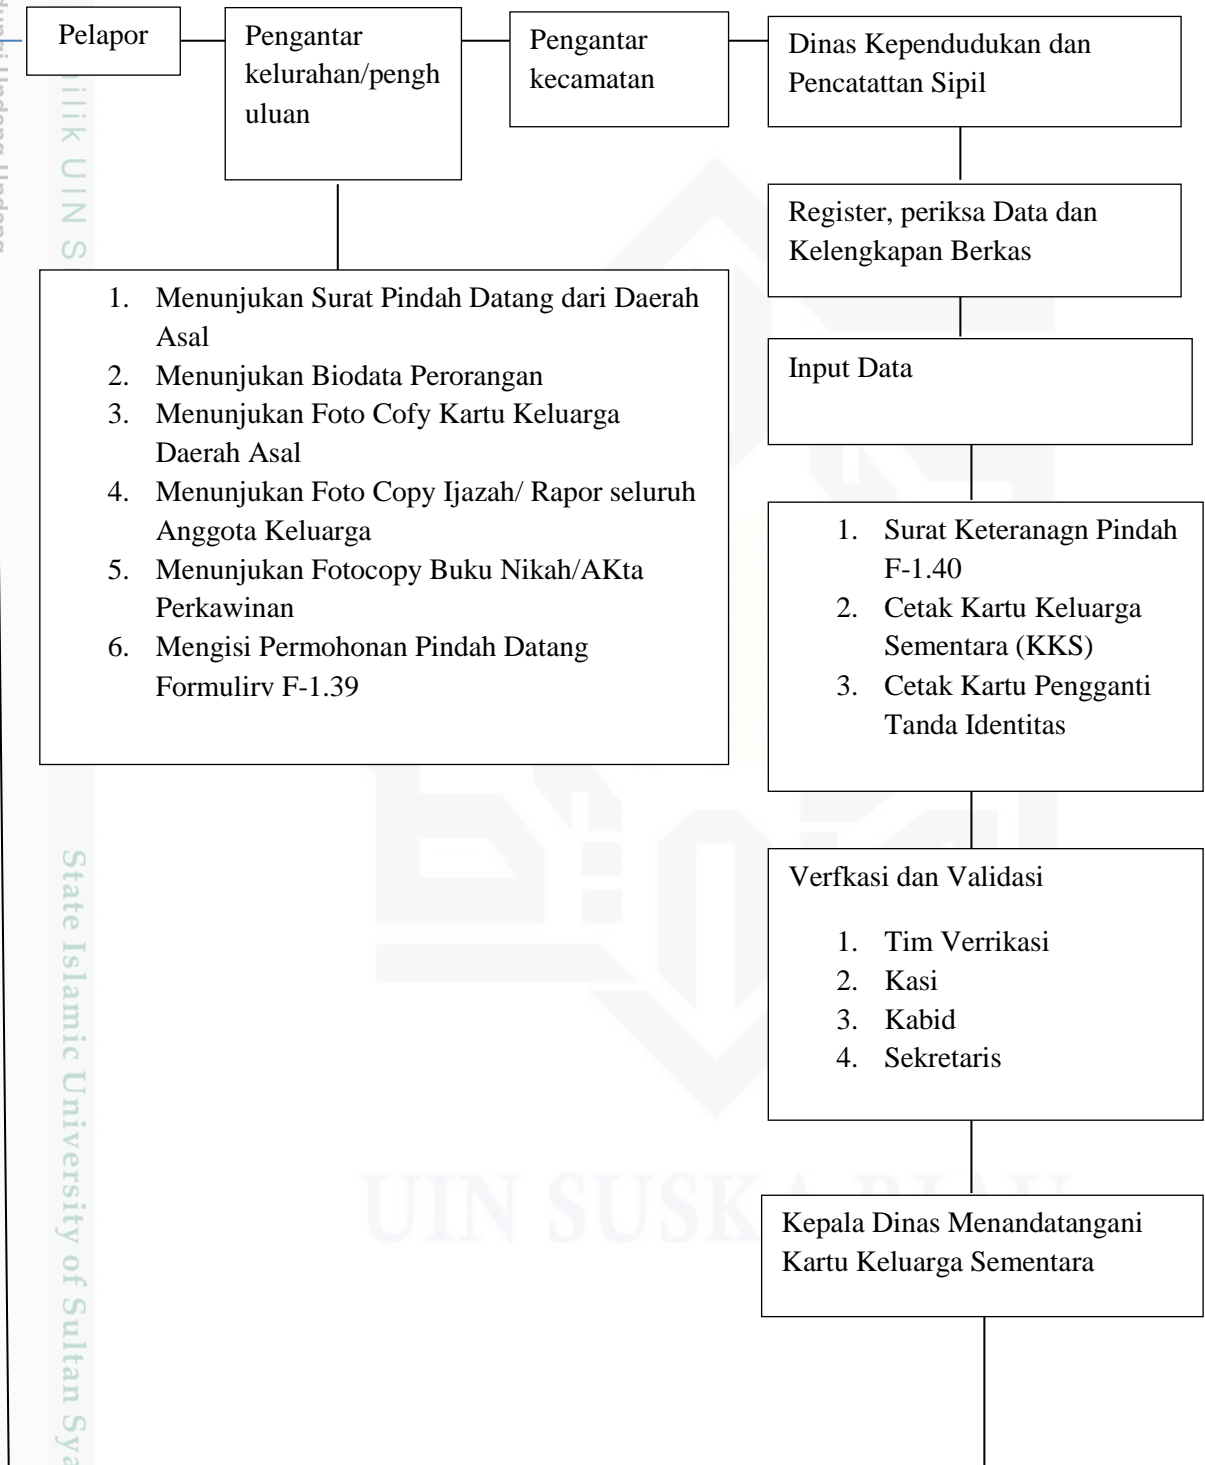 Pelapor
Pengantar
kelurahan/pengh
uluan
Pengantar
kecamatan
Dinas Kependudukan dan
Pencatattan Sipil
Register, periksa Data dan
Kelengkapan Berkas
1. Menunjukan Surat Pindah Datang dari Daerah
Asal
2. Menunjukan Biodata Perorangan
3. Menunjukan Foto Cofy Kartu Keluarga
Daerah Asal
4. Menunjukan Foto Copy Ijazah/ Rapor seluruh
Anggota Keluarga
5. Menunjukan Fotocopy Buku Nikah/AKta
Perkawinan
6. Mengisi Permohonan Pindah Datang
Formulirv F-1.39
Input Data
1. Surat Keteranagn Pindah
F-1.40
2. Cetak Kartu Keluarga
Sementara (KKS)
3. Cetak Kartu Pengganti
Tanda Identitas
Verfkasi dan Validasi
1. Tim Verrikasi
2. Kasi
3. Kabid
4. Sekretaris
Kepala Dinas Menandatangani
Kartu Keluarga Sementara
UIN SUSKA RIAU
milik UIN S
State Islamic University of Sultan Sya